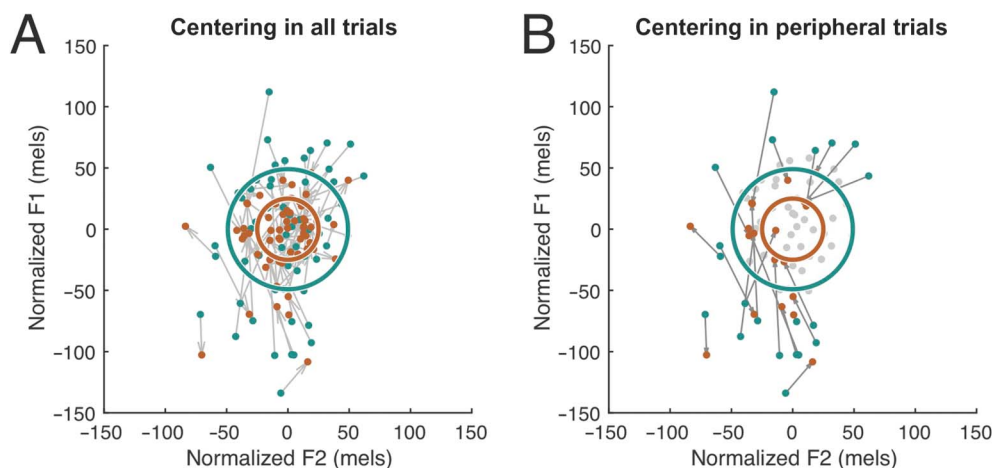 A
Centering in all trials
150
100
50
0
−50
−100
−150
Normalized F1 (mels)
−150 −100 −50 0 50 100 150
Normalized F2 (mels)
B
Centering in peripheral trials
150
100
50
0
−50
−100
−150
Normalized F1 (mels)
−150 −100 −50 0 50 100 150
Normalized F2 (mels)